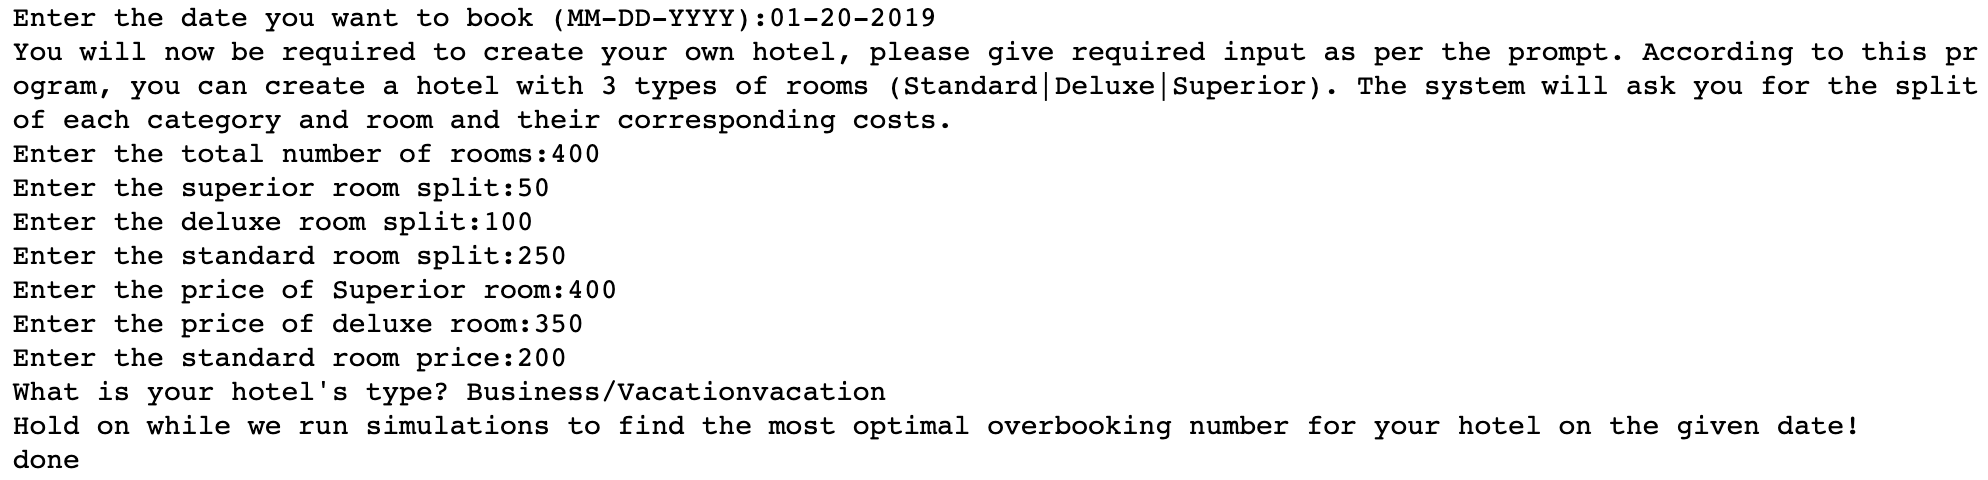 Enter the date you want to book (MM-DD-YYYY):01-20-2019
You will now be required to create your own hotel, please give required input as per the prompt. According to this pr
ogram, you can create a hotel with 3 types of rooms (Standard|Deluxe|Superior). The system will ask you for the split
of each category and room and their corresponding costs.
Enter the total number of rooms:400
Enter the superior room split:50
Enter the deluxe room split:100
Enter the standard room split:250
Enter the price of Superior room:400
Enter the price of deluxe room:350
Enter the standard room price:200
What is your hotel's type? Business/Vacationvacation
Hold on while we run simulations to find the most optimal overbooking number for your hotel on the given date!
done